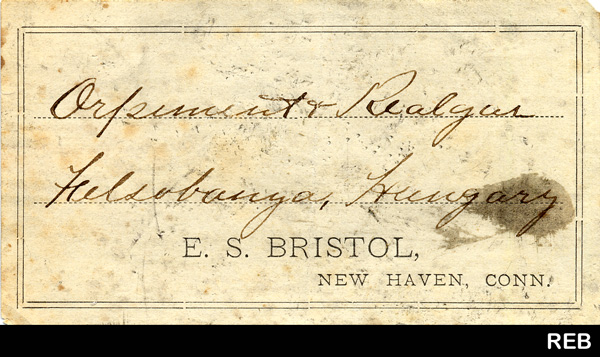 Orpiment & Realgar
Felsobanya, Hungary
E. S. BRISTOL,
NEW HAVEN, CONN.
REB